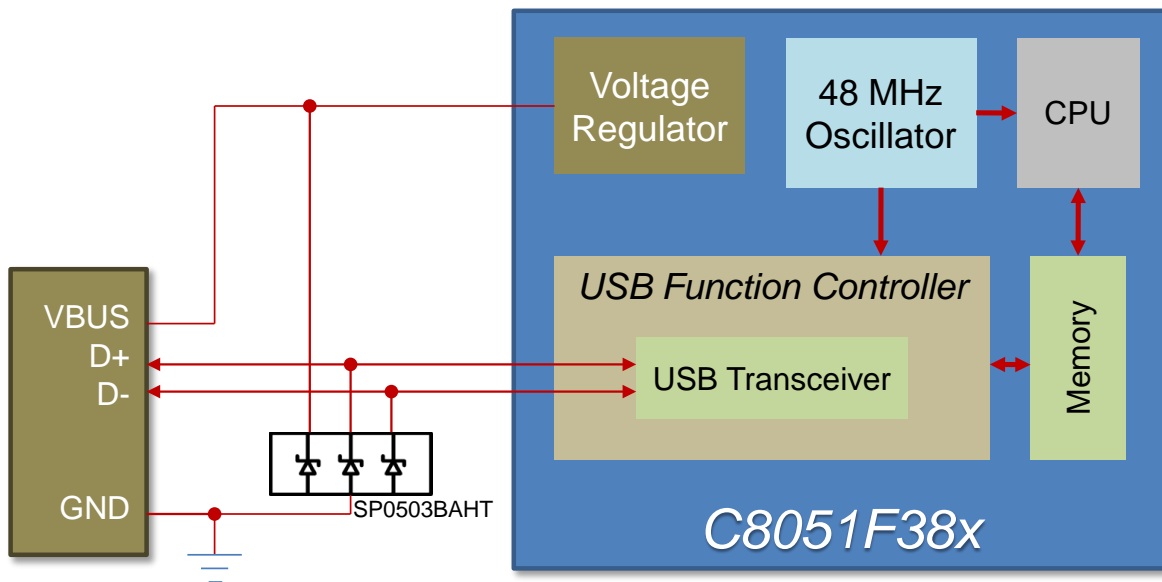 Voltage
Regulator
48 MHz
Oscillator
CPU
VBUS
D+
D-
GND
USB Function Controller
USB Transceiver
Memory
SP0503BAHT
C8051F38x